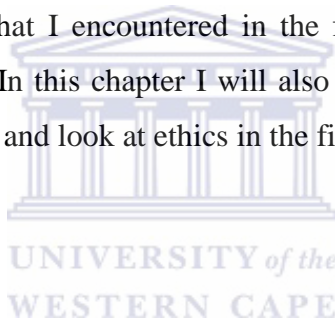 hat I encountered in the
In this chapter I will also
and look at ethics in the fi
UNIVERSITY of the
WESTERN CAPE